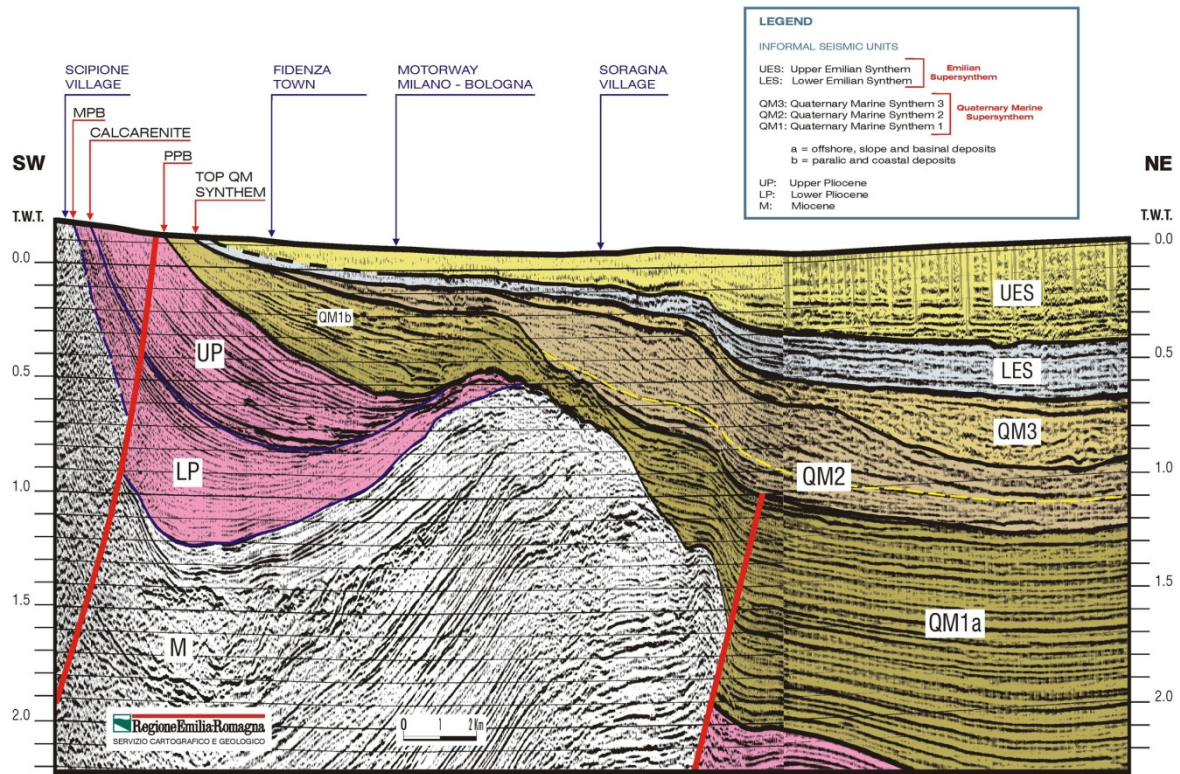 LEGEND
INFORMAL SEISMIC UNITS
UES: Upper Emilian Synthem
LES: Lower Emilian Synthem
Emilian
Supersynthem
QM3: Quaternary Marine Synthem 3
QM2: Quaternary Marine Synthem 2
QM1: Quaternary Marine Synthem 1
Quaternary Marine
Supersynthem
a = offshore, slope and basinal deposits
b = paralic and coastal deposits
UP: Upper Pliocene
LP: Lower Pliocene
M: Miocene
SCIPIONE
VILLAGE
FIDENZA
TOWN
MOTORWAY
MILANO - BOLOGNA
SORAGNA
VILLAGE
MPB
CALCARENITE
PPB
TOP QM
SYNTHEM
SW
NE
T.W.T.
T.W.T.
0.0
0.5
1.0
1.5
2.0
0.0
0.5
1.0
1.5
2.0
UES
LES
QM3
QM2
QM1a
QM1b
UP
LP
M
RegioneEmilia-Romagna
SERVIZIO CARTOGRAFICO E GEOLOGICO
0 1 2 Km